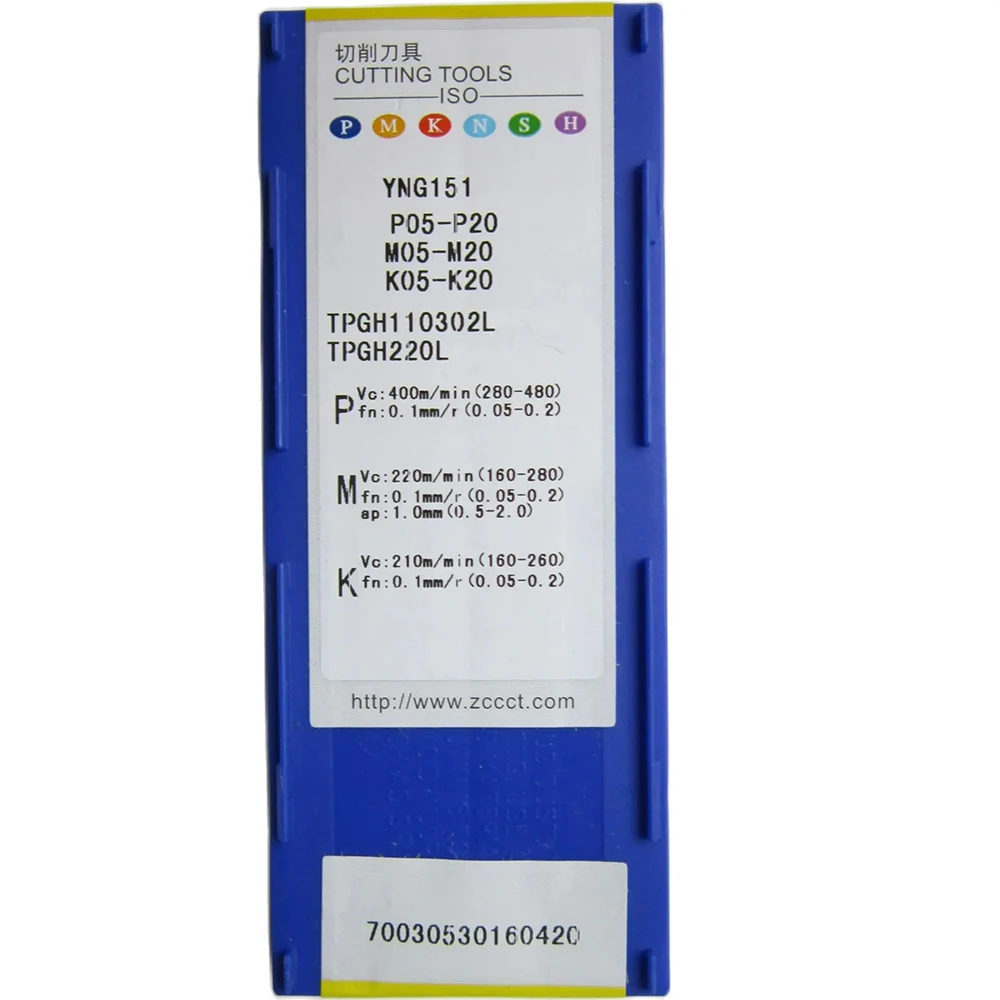 切削刀具
CUTTING TOOLS
ISO
P M K N S H
YNG151
P05-P20
M05-M20
K05-K20
TPGH110302L
TPGH220L
P
Vc:400m/min(280-480)
fn:0.1mm/r(0.05-0.2)
M
Vc:220m/min(160-280)
fn:0.1mm/r(0.05-0.2)
ap:1.0mm(0.5-2.0)
K
Vc:210m/min(160-260)
fn:0.1mm/r(0.05-0.2)
http://www.zccct.com
70030530160420